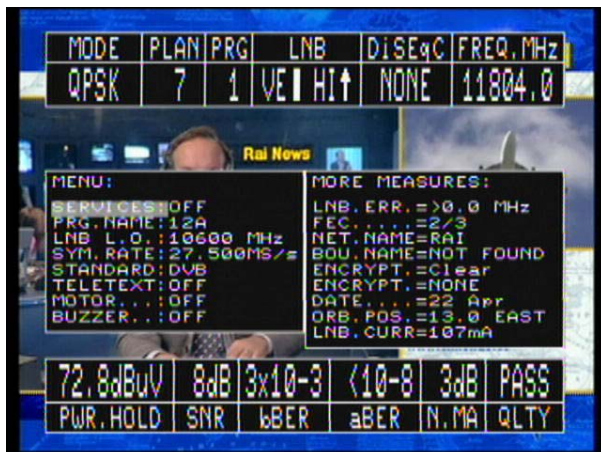 MODE PLAN PRG LNB DiSEqC FREQ.MHz
QPSK 7 1 VE HI↑ NONE 11804.0
Rai News
MENU:
SERVICES:OFF
PRG.NAME:12A
LNB L.O.:10600 MHz
SYM.RATE:27.500MS/s
STANDARD:DVB
TELETEXT:OFF
MOTOR...:OFF
BUZZER..:OFF
MORE MEASURES:
LNB.ERR.=>0.0 MHz
FEC.....=2/3
NET.NAME=RAI
BOU.NAME=NOT FOUND
ENCRYPT.=Clear
ENCRYPT.=NONE
DATE....=22 Apr
ORB.POS.=13.0 EAST
LNB.CURR=107mA
72.8dBuV 8dB 3x10-3 <10-8 3dB PASS
PWR.HOLD SNR bBER aBER N.MA QLTY